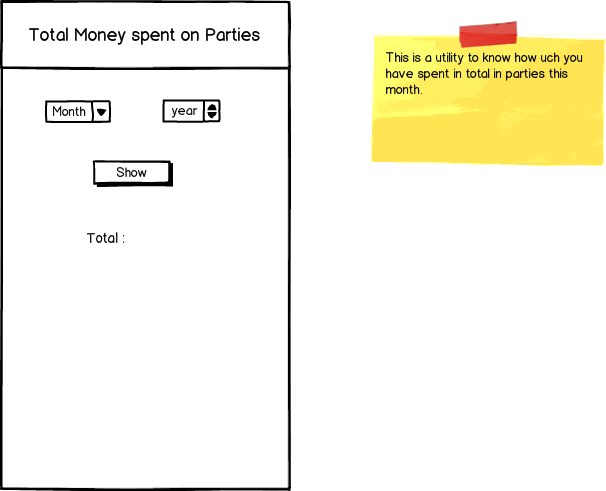 Total Money spent on Parties
Month
year
Show
Total :
This is a utility to know how uch you
have spent in total in parties this
month.